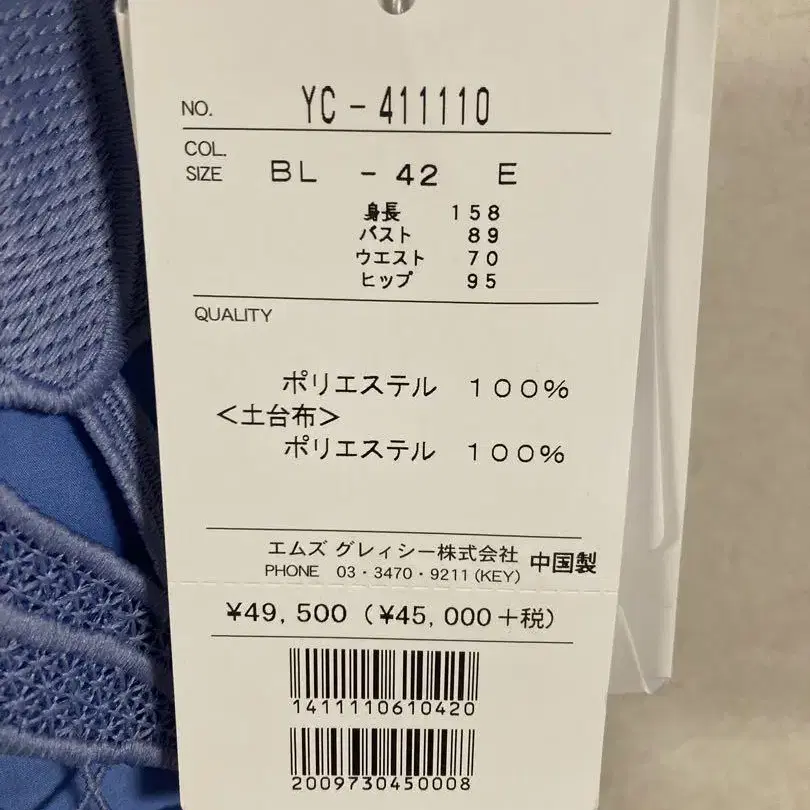 NO. YC-411110
COL.
SIZE BL -42 E
身長 158
バスト 89
ウエスト 70
ヒップ 95
QUALITY
ポリエステル 100%
<土台布>
ポリエステル 100%
エムズ グレィシー株式会社 中国製
PHONE 03・3470・9211(KEY)
¥49,500(¥45,000+税)
1411110610420
2009730450008